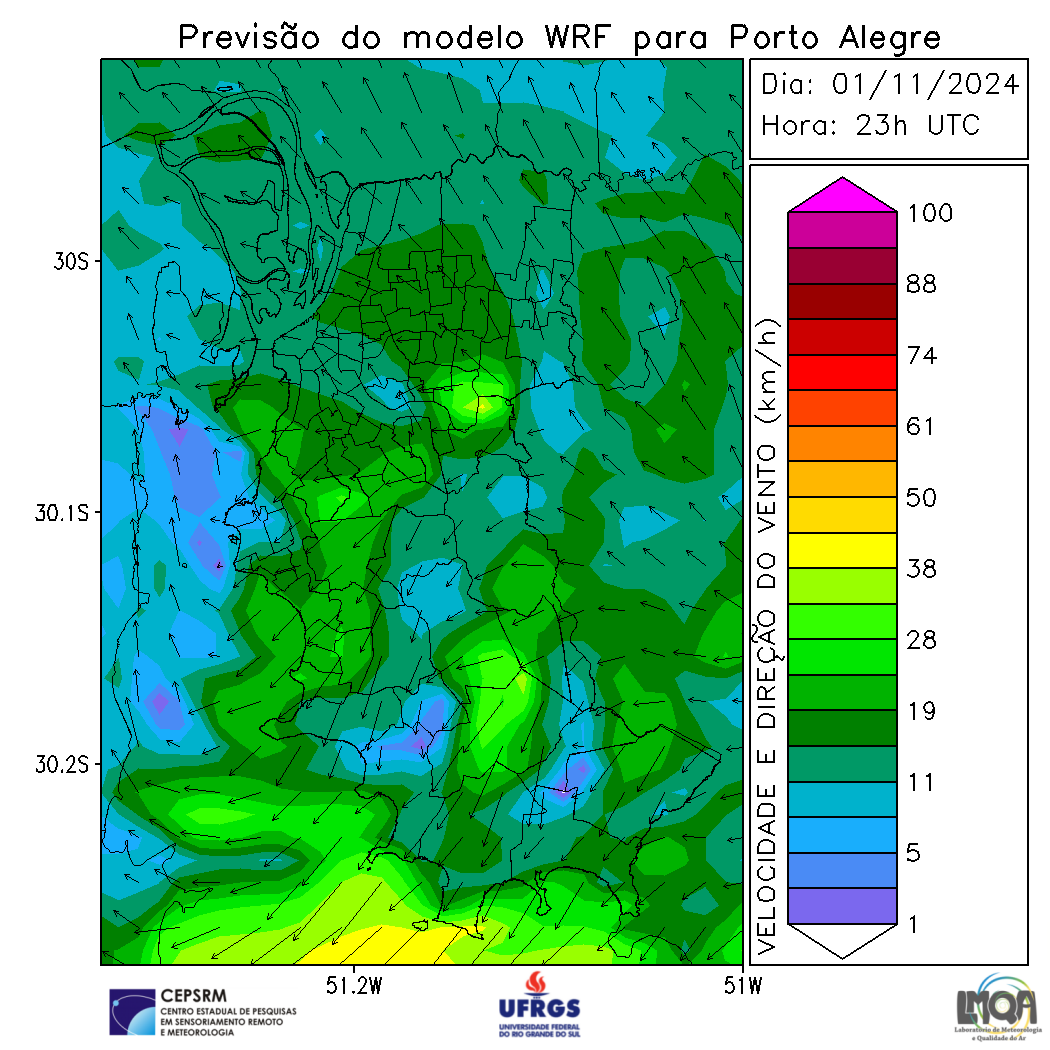 Previsão do modelo WRF para Porto Alegre
Dia: 01/11/2024
Hora: 23h UTC
30S
30.1S
30.2S
51.2W
51W
VELOCIDADE E DIREÇÃO DO VENTO (km/h)
100
88
74
61
50
38
28
19
11
5
1
CEPSRM
CENTRO ESTADUAL DE PESQUISAS
EM SENSORIAMENTO REMOTO
E METEOROLOGIA
UFRGS
UNIVERSIDADE FEDERAL
DO RIO GRANDE DO SUL
LMQA
Laboratório de Meteorologia
e Qualidade do Ar